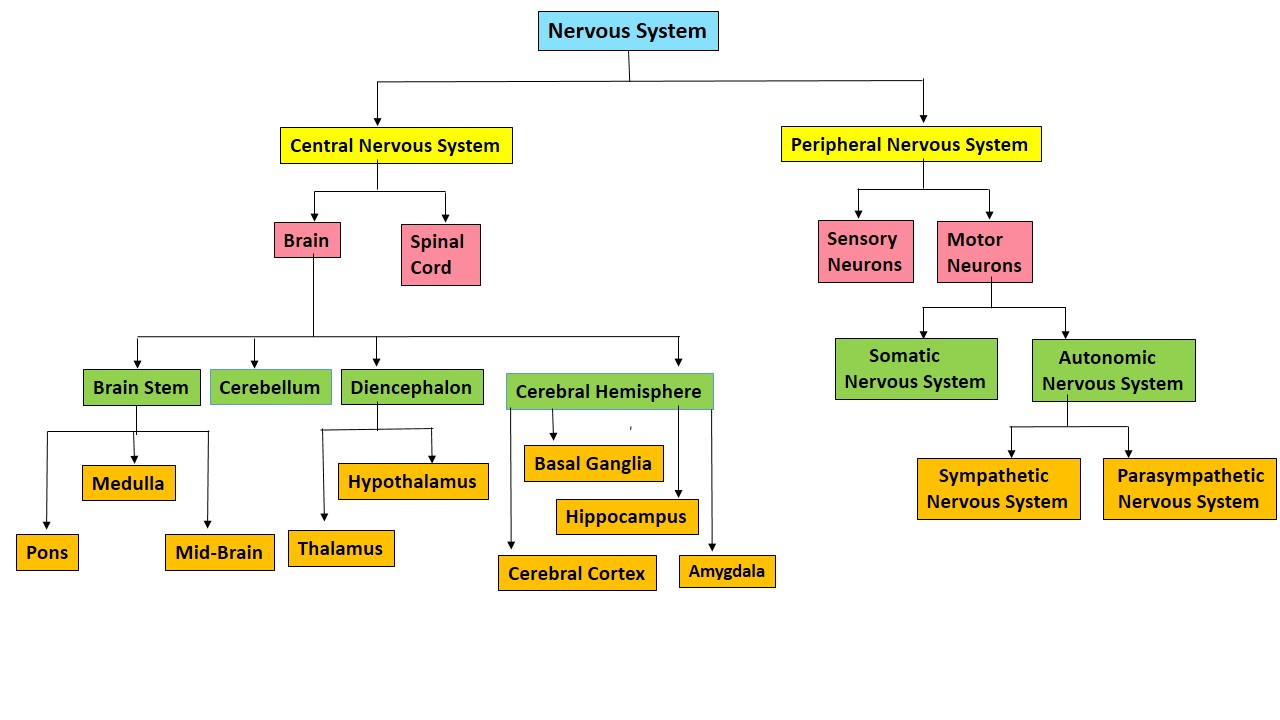 Nervous System
Central Nervous System
Peripheral Nervous System
Brain
Spinal
Cord
Sensory
Neurons
Motor
Neurons
Somatic
Nervous System
Autonomic
Nervous System
Brain Stem
Cerebellum
Diencephalon
Cerebral Hemisphere
Medulla
Hypothalamus
Basal Ganglia
Sympathetic
Nervous System
Parasympathetic
Nervous System
Hippocampus
Pons
Mid-Brain
Thalamus
Cerebral Cortex
Amygdala